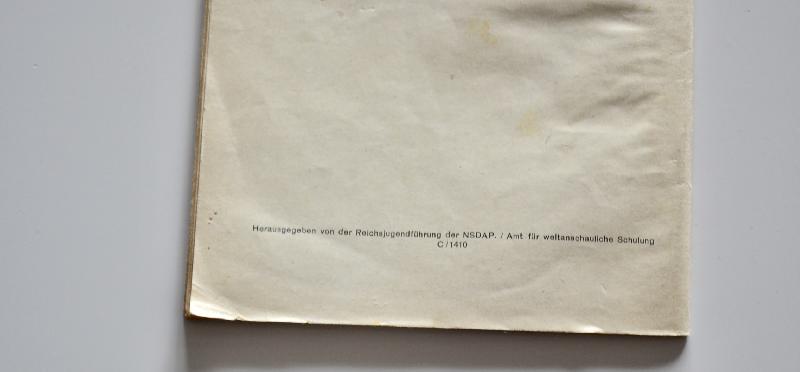 Herausgegeben von der Reichsjugendführung der NSDAP. / Amt für weltanschauliche Schulung
C/1410